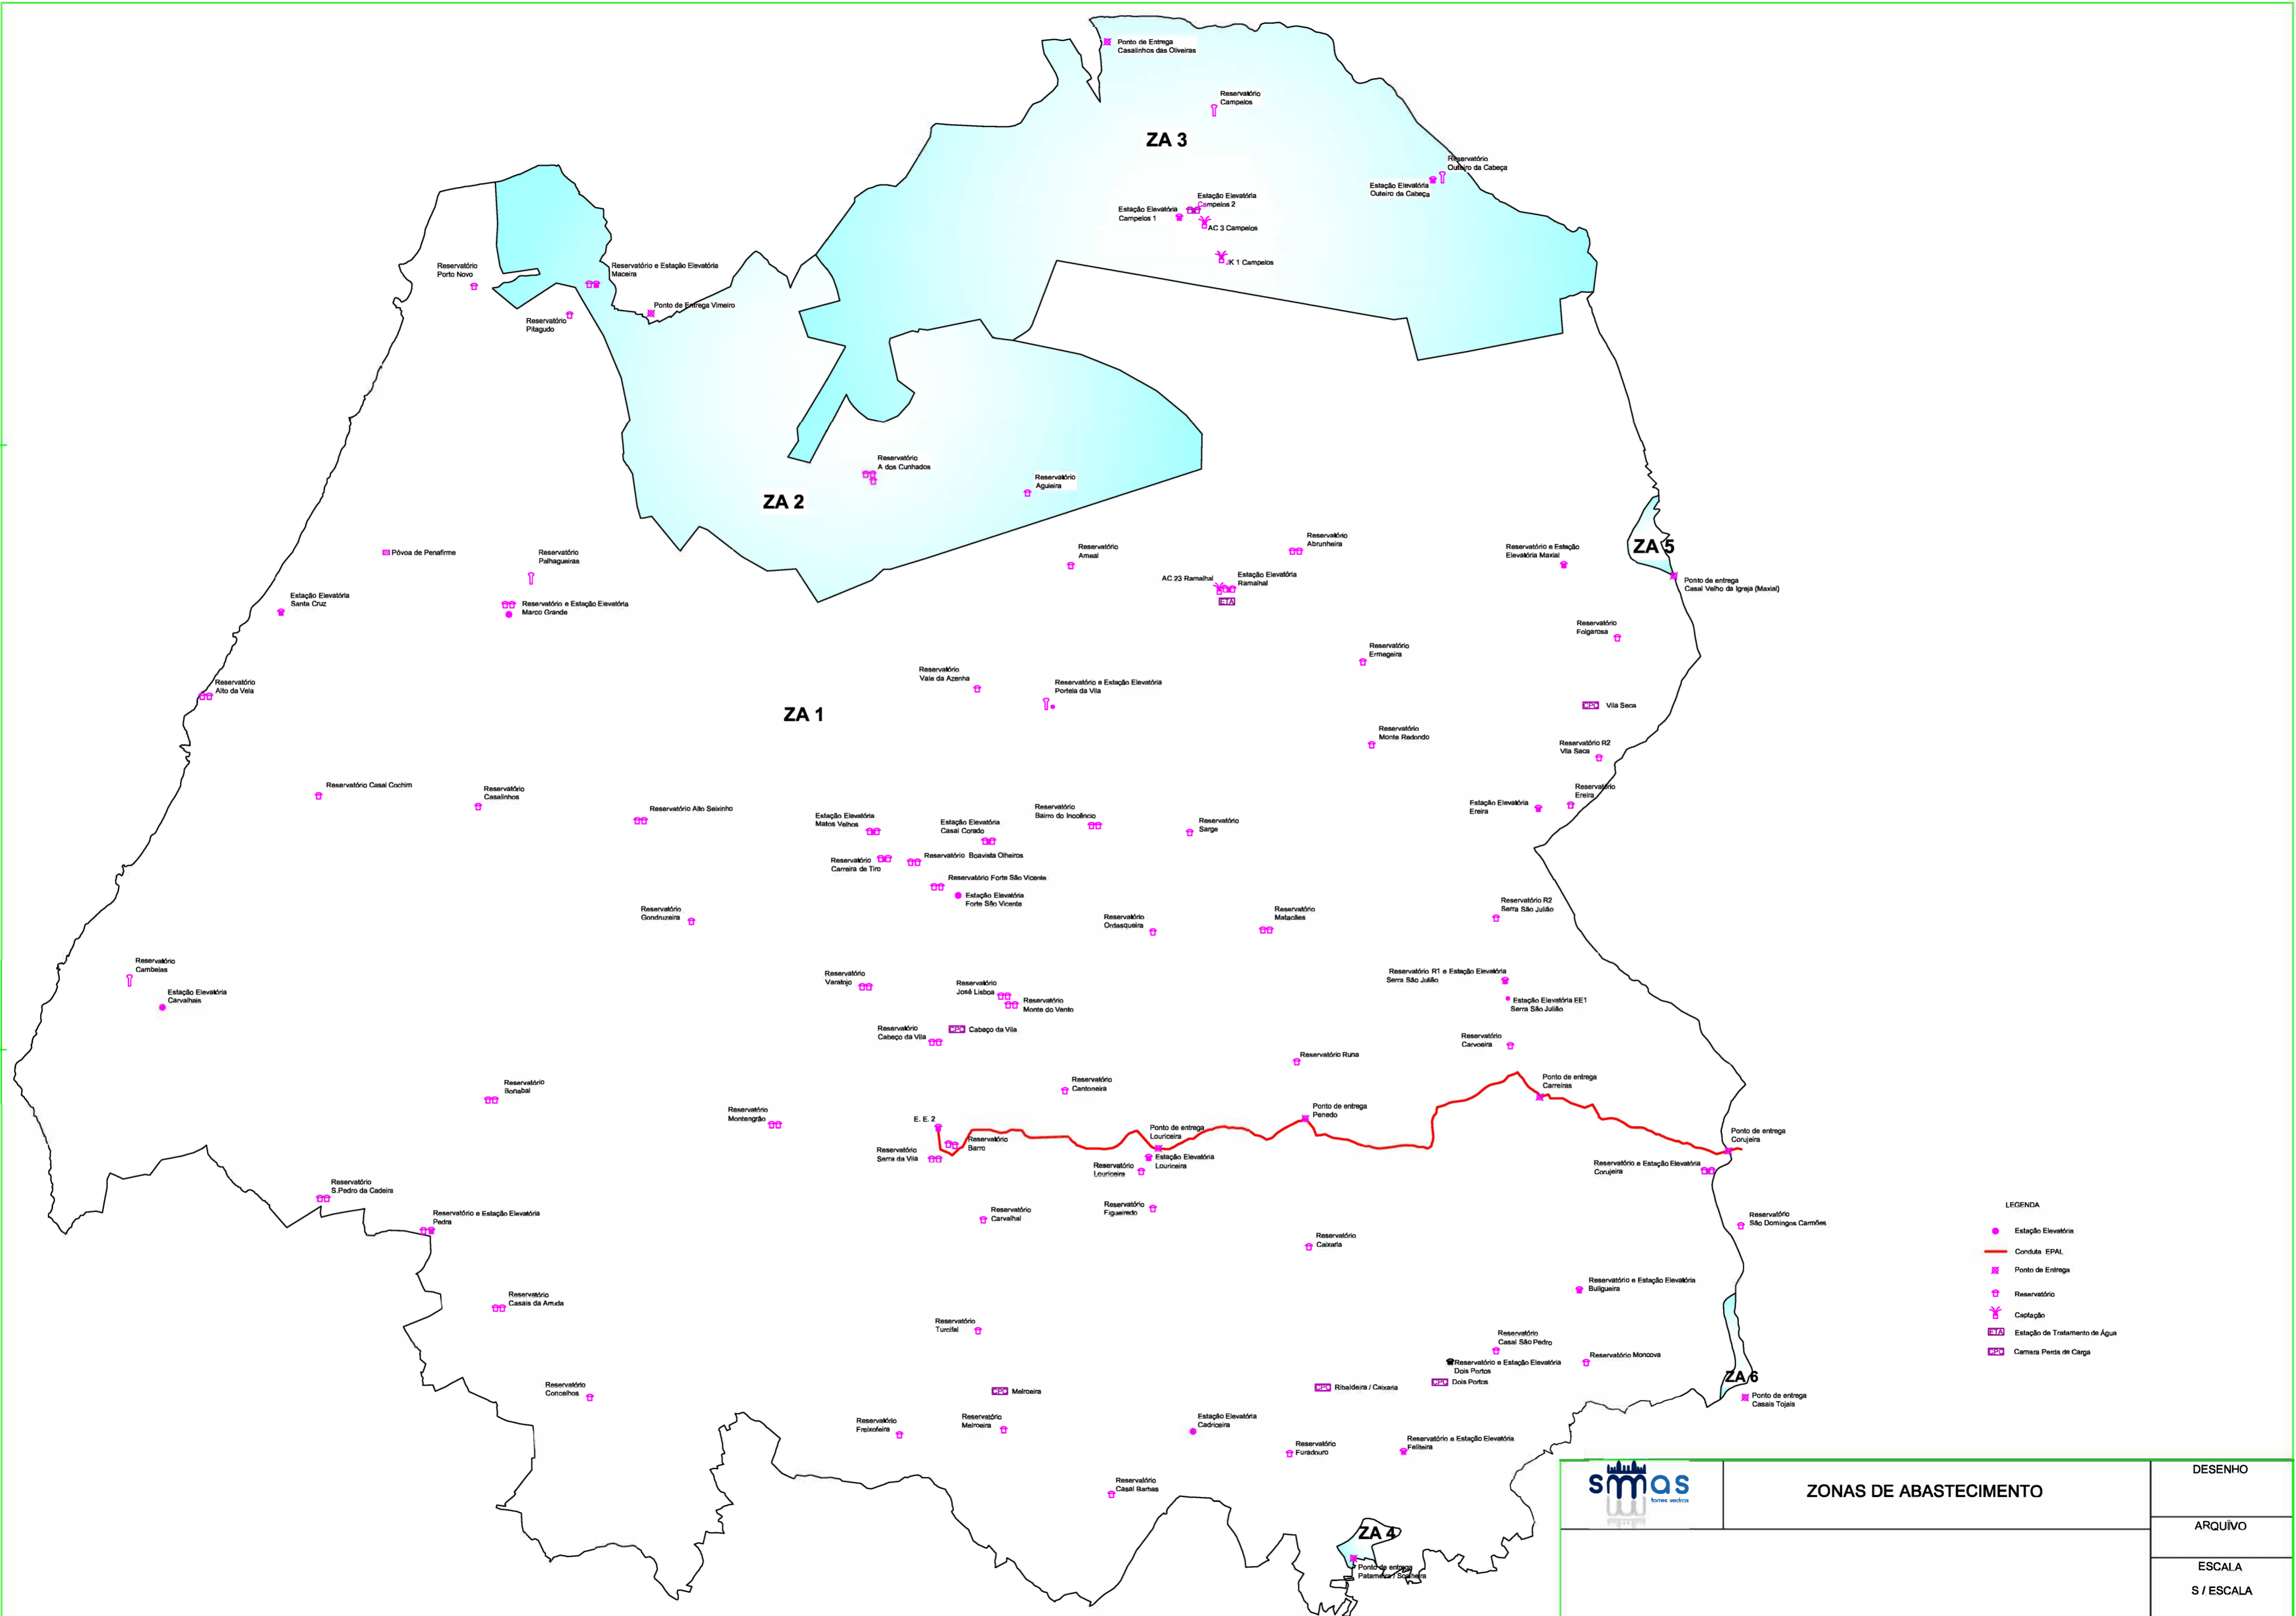 Ponto de Entrega
Casalinhos das Oliveiras
Reservatório
Campelos
ZA 3
Reservatório
Outeiro da Cabeça
Estação Elevatória
Outeiro da Cabeça
Estação Elevatória
Campelos 2
Estação Elevatória
Campelos 1
AC 3 Campelos
JK 1 Campelos
Reservatório
Porto Novo
Reservatório e Estação Elevatória
Maceira
Ponto de Entrega Vimeiro
Reservatório
Pitagudo
Reservatório
A dos Cunhados
Reservatório
Aguieira
ZA 2
Póvoa de Penafirme
Reservatório
Palhagueiras
Reservatório
Ameal
Reservatório
Abrunheira
Reservatório e Estação
Elevatória Maxial
ZA 5
Ponto de entrega
Casal Velho da Igreja (Maxial)
AC 23 Ramalhal
Estação Elevatória
Ramalhal
ETA
Estação Elevatória
Santa Cruz
Reservatório e Estação Elevatória
Marco Grande
Reservatório
Folgarosa
Reservatório
Ermegeira
Reservatório
Alto da Vela
Reservatório
Vale da Azenha
Reservatório e Estação Elevatória
Portela da Vila
CPC Vila Seca
ZA 1
Reservatório
Monte Redondo
Reservatório R2
Vila Seca
Reservatório Casal Cochim
Reservatório
Casalinhos
Reservatório Alto Seixinho
Estação Elevatória
Matos Velhos
Estação Elevatória
Casal Corado
Reservatório
Bairro do Inocêncio
Reservatório
Sarge
Estação Elevatória
Ereira
Reservatório
Ereira
Reservatório
Carreira de Tiro
Reservatório Boavista Olheiros
Reservatório Forte São Vicente
Estação Elevatória
Forte São Vicente
Reservatório
Gondruzeira
Reservatório
Ordasqueira
Reservatório
Matacães
Reservatório R2
Serra São Julião
Reservatório
Cambelas
Estação Elevatória
Carvalhais
Reservatório
Varatojo
Reservatório
José Lisboa
Reservatório
Monte do Vento
Reservatório R1 e Estação Elevatória
Serra São Julião
Estação Elevatória EE1
Serra São Julião
Reservatório
Cabeço da Vila
CPC Cabeço da Vila
Reservatório
Carvoeira
Reservatório Runa
Reservatório
Bonabal
Reservatório
Cantoneira
Ponto de entrega
Carreiras
Reservatório
Montengrão
E. E. 2
Reservatório
Barro
Reservatório
Serra da Vila
Ponto de entrega
Louriceira
Estação Elevatória
Louriceira
Reservatório
Louriceira
Ponto de entrega
Penedo
Ponto de entrega
Corujeira
Reservatório e Estação Elevatória
Corujeira
Reservatório
S.Pedro da Cadeira
Reservatório e Estação Elevatória
Pedra
Reservatório
Carvalhal
Reservatório
Figueiredo
Reservatório
São Domingos Carmões
Reservatório
Caixaria
Reservatório e Estação Elevatória
Buligueira
Reservatório
Casais da Arruda
Reservatório
Turcifal
Reservatório
Casal São Pedro
Reservatório e Estação Elevatória
Dois Portos
Reservatório Moncova
CPC Dois Portos
CPC Ribaldeira / Caixaria
CPC Melroeira
Reservatório
Concelhos
ZA 6
Ponto de entrega
Casais Tojais
Reservatório
Freixofeira
Reservatório
Melroeira
Estação Elevatória
Cadriceira
Reservatório
Furadouro
Reservatório e Estação Elevatória
Feliteira
Reservatório
Casal Barbas
ZA 4
Ponto de entrega
LEGENDA
Estação Elevatória
Conduta EPAL
Ponto de Entrega
Reservatório
Captação
ETA Estação de Tratamento de Água
CPC Camara Perda de Carga
smas
torres vedras
ZONAS DE ABASTECIMENTO
DESENHO
ARQUÍVO
ESCALA
S / ESCALA